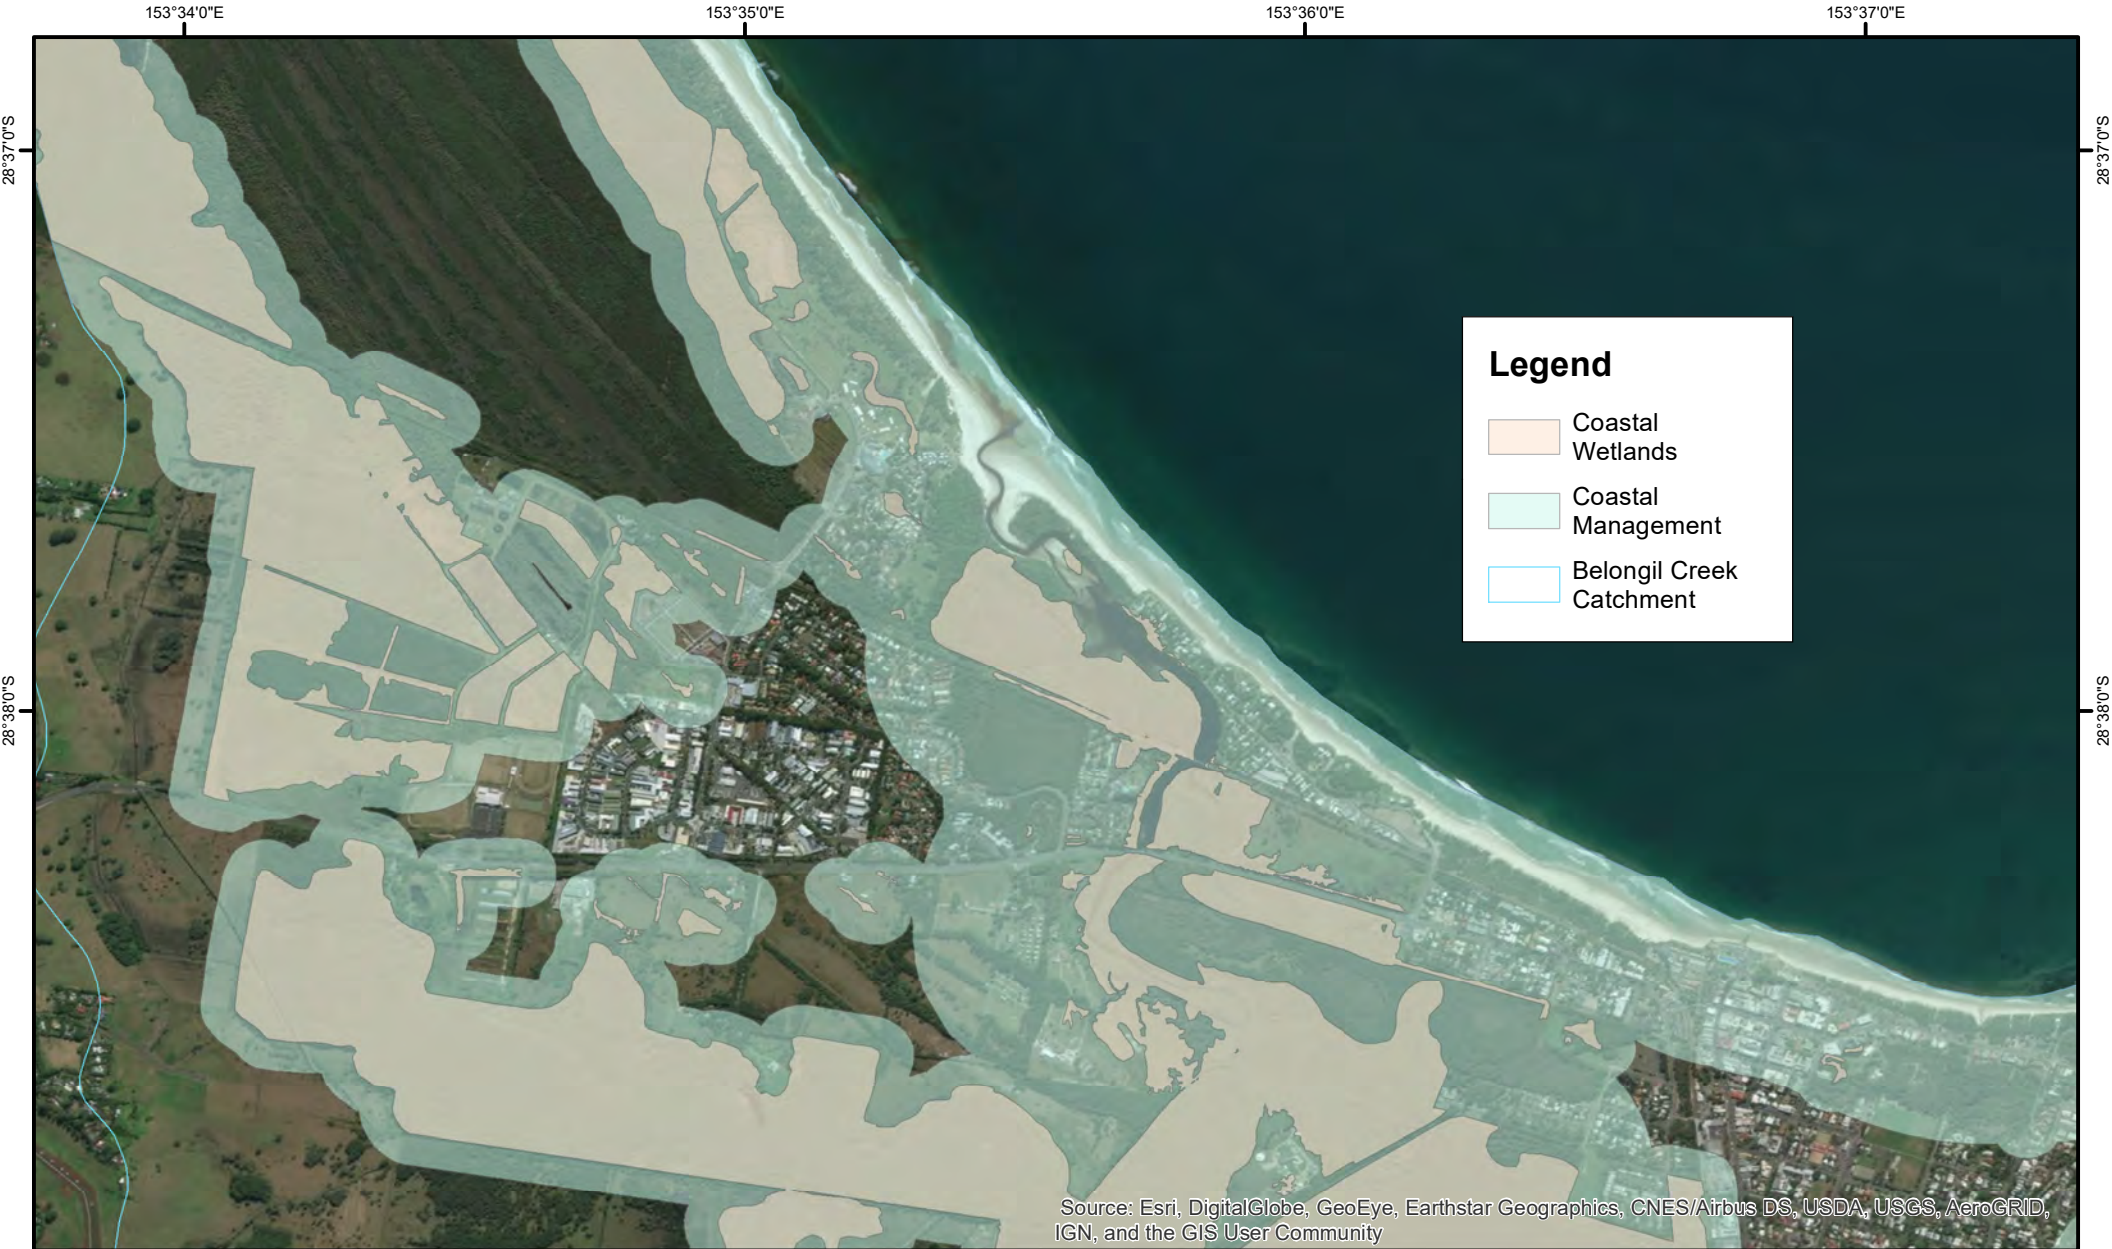 153°34'0"E
153°35'0"E
153°36'0"E
153°37'0"E
28°37'0"S
28°37'0"S
Legend
Coastal
Wetlands
Coastal
Management
Belongil Creek
Catchment
28°38'0"S
28°38'0"S
Source: Esri, DigitalGlobe, GeoEye, Earthstar Geographics, CNES/Airbus DS, USDA, USGS, AeroGRID,
IGN, and the GIS User Community